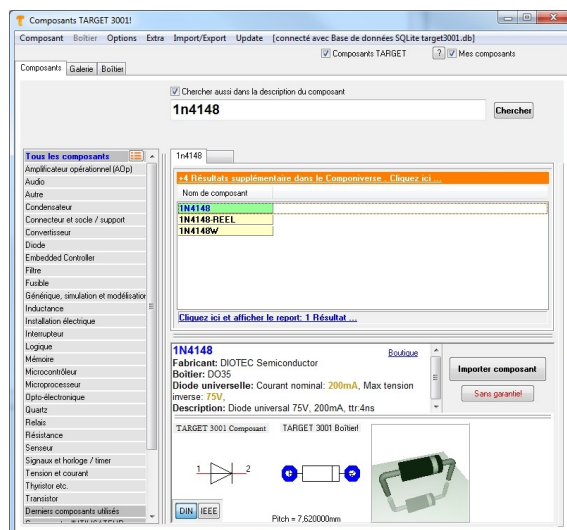 Composants TARGET 3001!
Composant Boîtier Options Extra Import/Export Update [connecté avec Base de données SQLite target3001.db]
Composants TARGET ? Mes composants
Composants Galerie Boîtier
Chercher aussi dans la description du composant
1n4148 Chercher
Tous les composants
Amplificateur opérationnel (AOp)
Audio
Autre
Condensateur
Connecteur et socle / support
Convertisseur
Diode
Embedded Controller
Filtre
Fusible
Générique, simulation et modélisation
Inductance
Installation électrique
Interrupteur
Logique
Mémoire
Microcontrôleur
Microprocesseur
Opto-électronique
Quartz
Relais
Résistance
Senseur
Signaux et horloge / timer
Tension et courant
Thyristor etc.
Transistor
Derniers composants utilisés
1n4148
+4 Résultats supplémentaire dans le Componiverse . Cliquez ici ...
Nom de composant
1N4148
1N4148-REEL
1N4148W
Cliquez ici et afficher le report: 1 Résultat ...
1N4148 Boutique
Fabricant: DIOTEC Semiconductor
Boîtier: DO35
Diode universelle: Courant nominal: 200mA, Max tension
inverse: 75V,
Description: Diode universal 75V, 200mA, ttr:4ns
Importer composant
Sans garantie!
TARGET 3001 Composant TARGET 3001 Boîtier!
1 2
DIN IEEE
Pitch = 7,620000mm